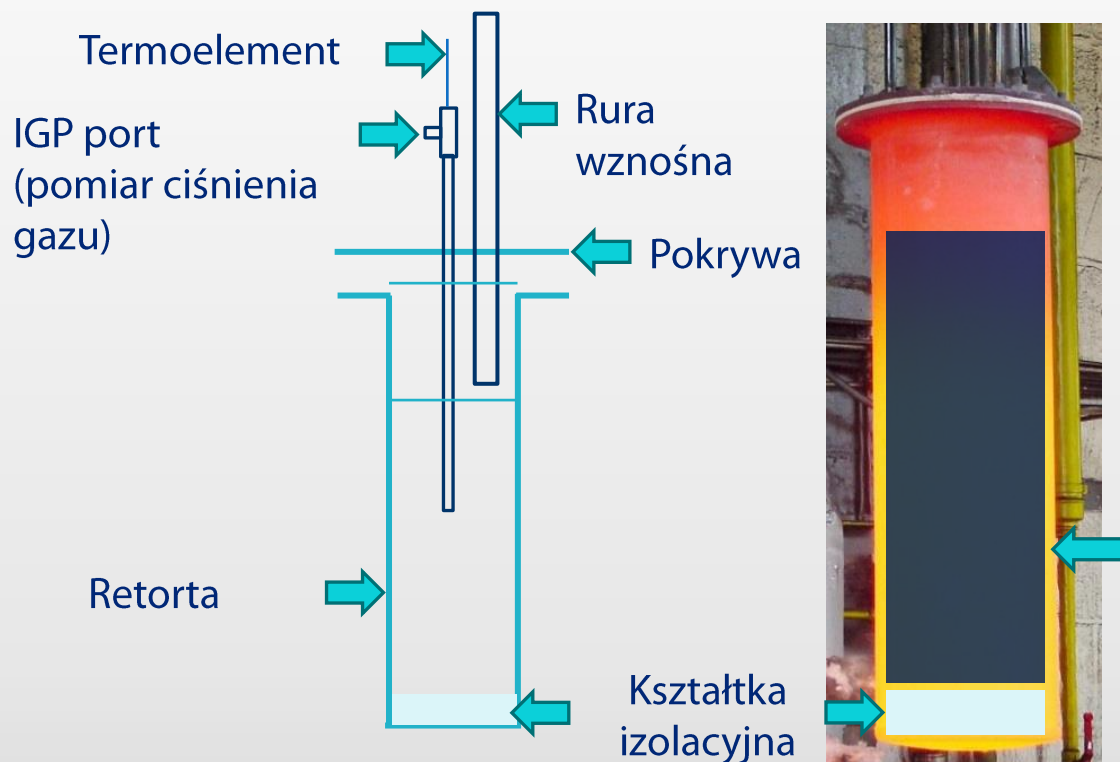 Termoelement
IGP port
(pomiar ciśnienia
gazu)
Rura
wznośna
Pokrywa
Retorta
Kształtka
izolacyjna